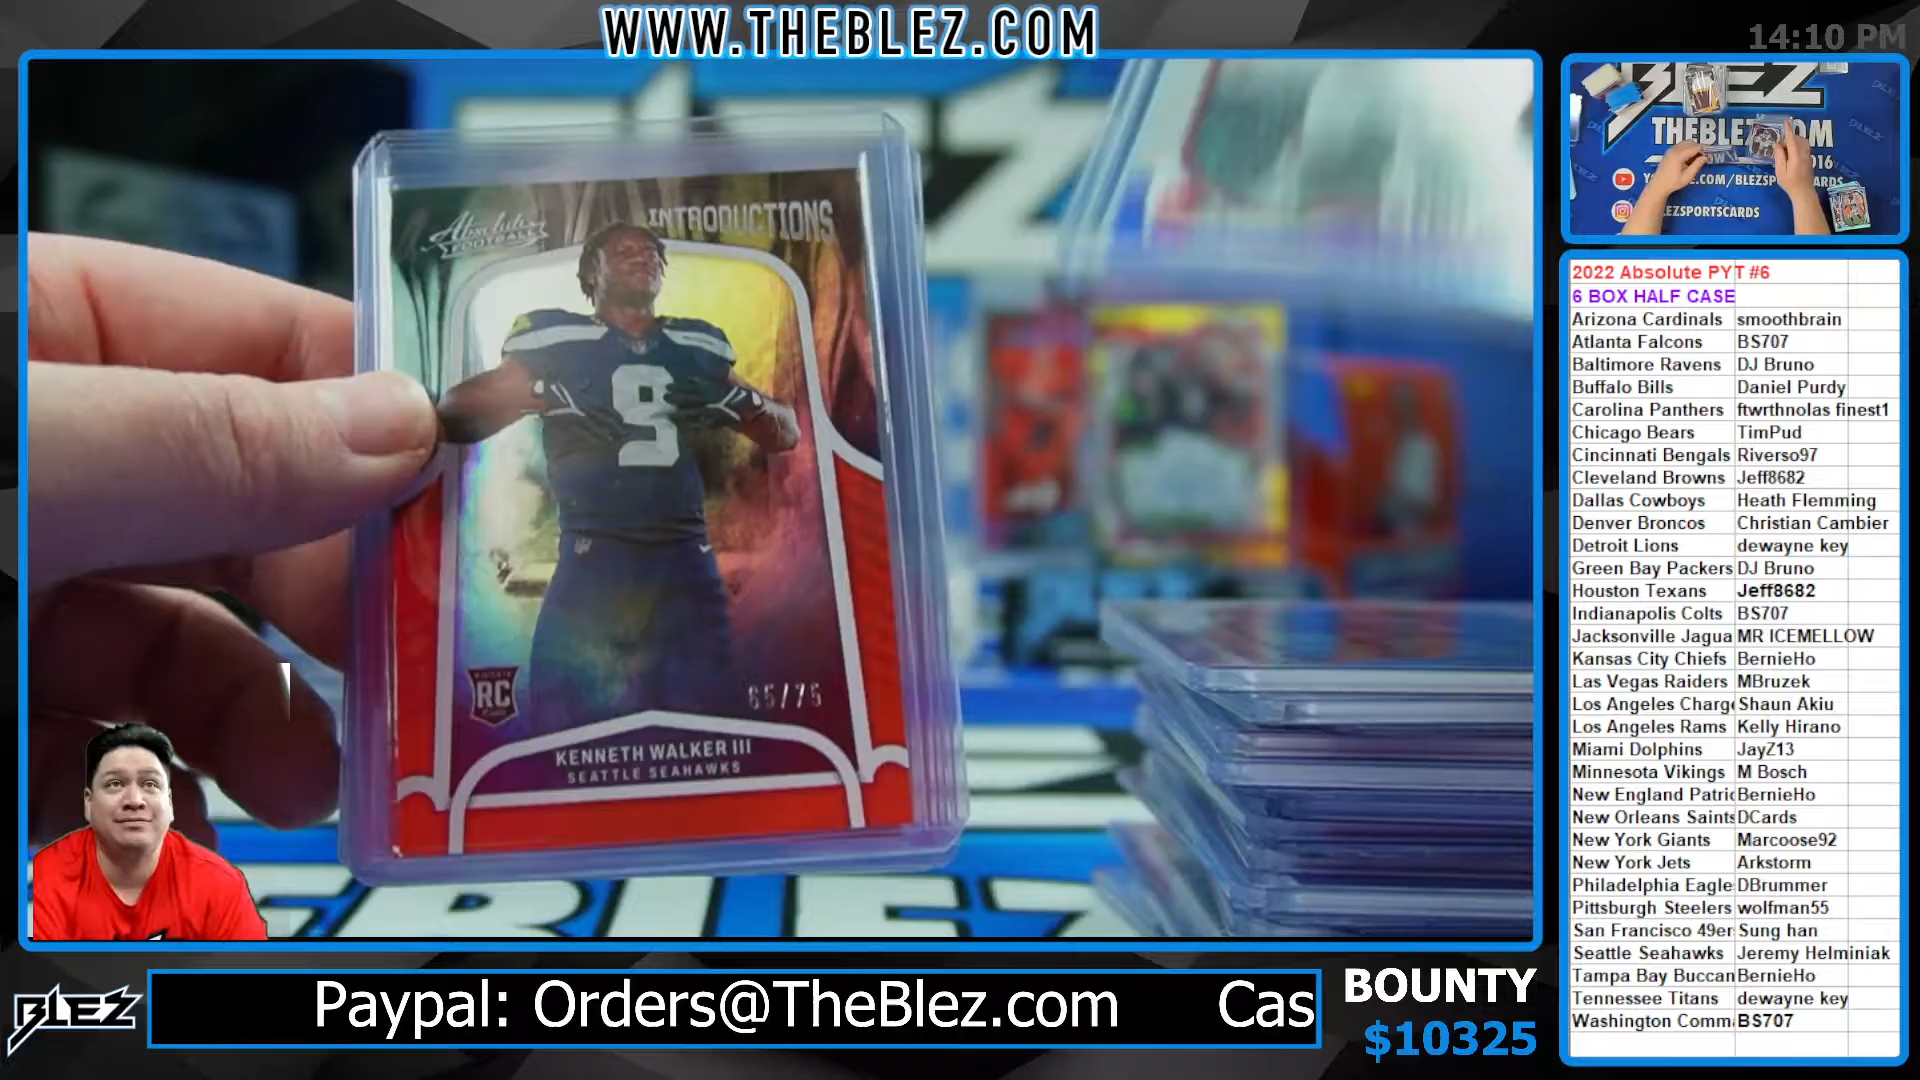 WWW.THEBLEZ.COM
14:10 PM
Absolute
FOOTBALL
INTRODUCTIONS
9
RC
65/75
KENNETH WALKER III
SEATTLE SEAHAWKS
BLEZ
THEBLEZ
2016
EZSPORTSCARDS
2022 Absolute PYT #6
6 BOX HALF CASE
Arizona Cardinals smoothbrain
Atlanta Falcons BS707
Baltimore Ravens DJ Bruno
Buffalo Bills Daniel Purdy
Carolina Panthers ftwrthnolas finest1
Chicago Bears TimPud
Cincinnati Bengals Riverso97
Cleveland Browns Jeff8682
Dallas Cowboys Heath Flemming
Denver Broncos Christian Cambier
Detroit Lions dewayne key
Green Bay Packers DJ Bruno
Houston Texans Jeff8682
Indianapolis Colts BS707
Jacksonville Jagua MR ICEMELLOW
Kansas City Chiefs BernieHo
Las Vegas Raiders MBruzek
Los Angeles Charge Shaun Akiu
Los Angeles Rams Kelly Hirano
Miami Dolphins JayZ13
Minnesota Vikings M Bosch
New England Patric BernieHo
New Orleans Saints DCards
New York Giants Marcoose92
New York Jets Arkstorm
Philadelphia Eagle DBrummer
Pittsburgh Steelers wolfman55
San Francisco 49er Sung han
Seattle Seahawks Jeremy Helminiak
Tampa Bay Buccan BernieHo
Tennessee Titans dewayne key
Washington Comma BS707
BLEZ
Paypal: Orders@TheBlez.com Cas
BOUNTY
$10325